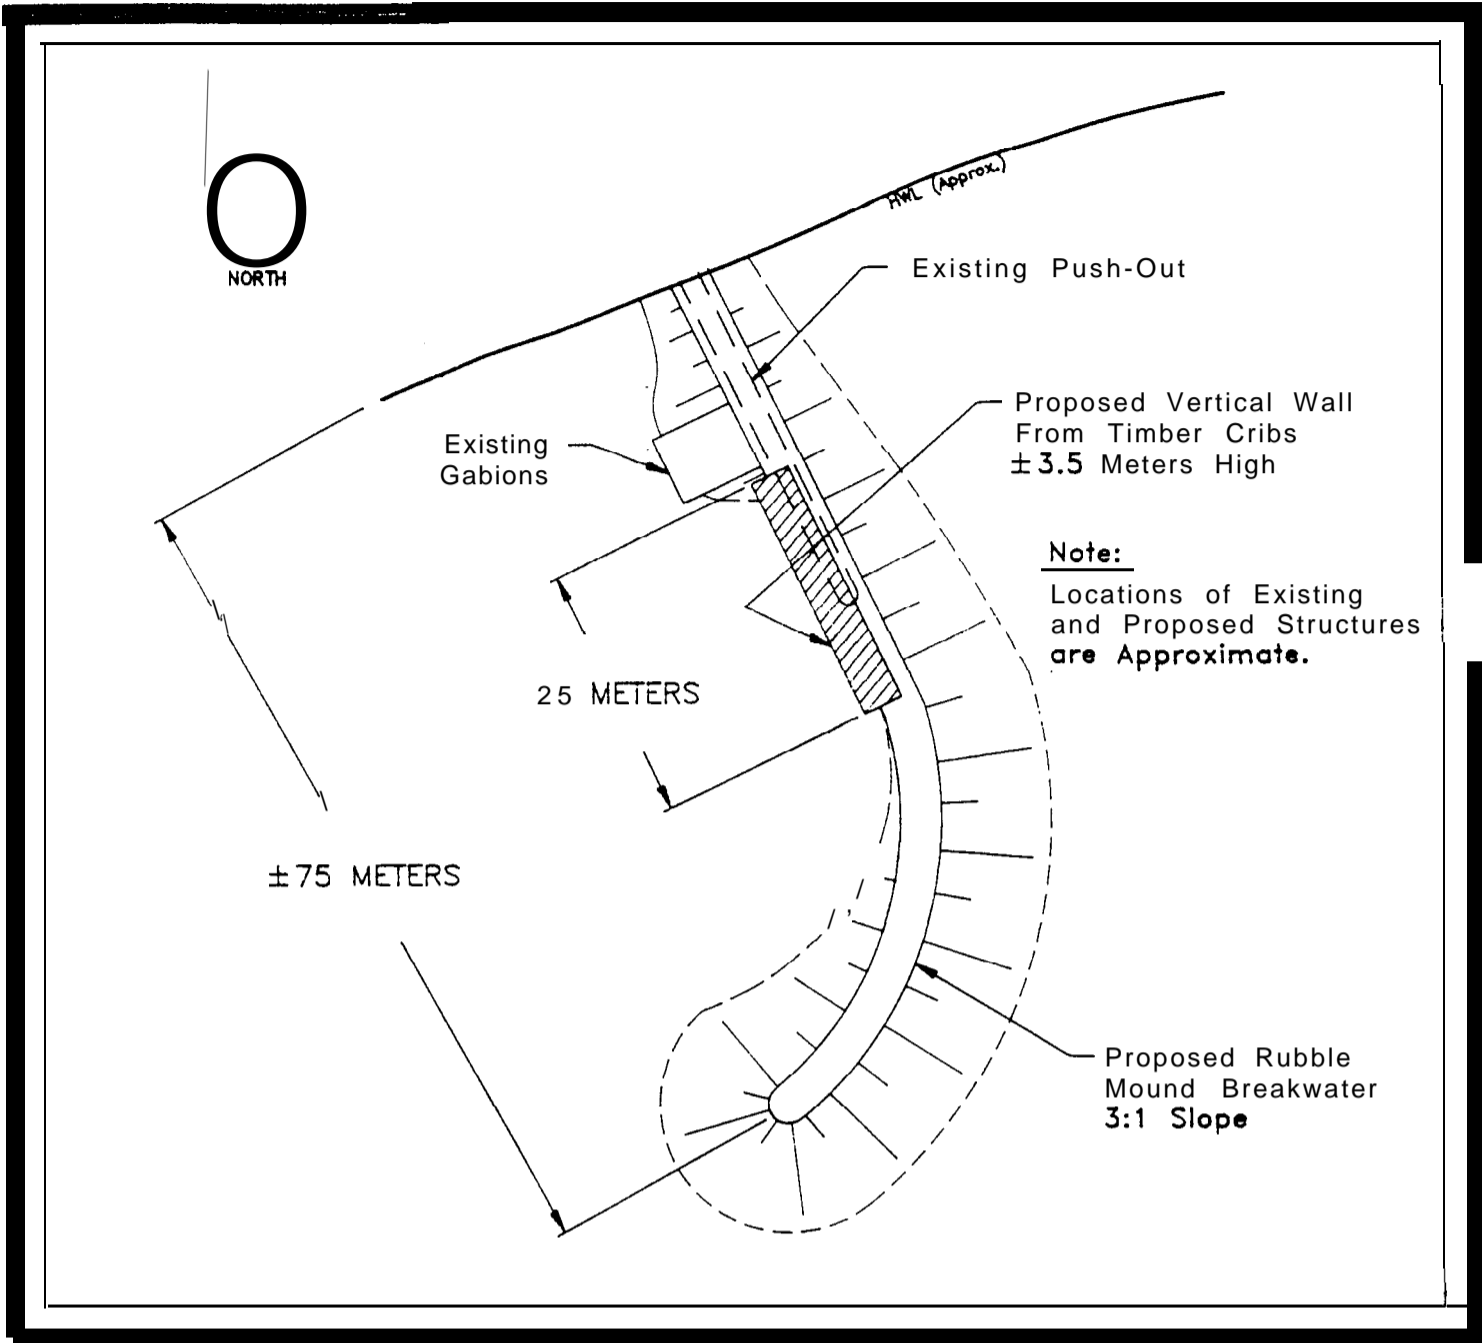 NORTH
HWL (Approx.)
Existing Push-Out
Proposed Vertical Wall
From Timber Cribs
±3.5 Meters High
Existing
Gabions
Note:
Locations of Existing
and Proposed Structures
are Approximate.
25 METERS
±75 METERS
Proposed Rubble
Mound Breakwater
3:1 Slope